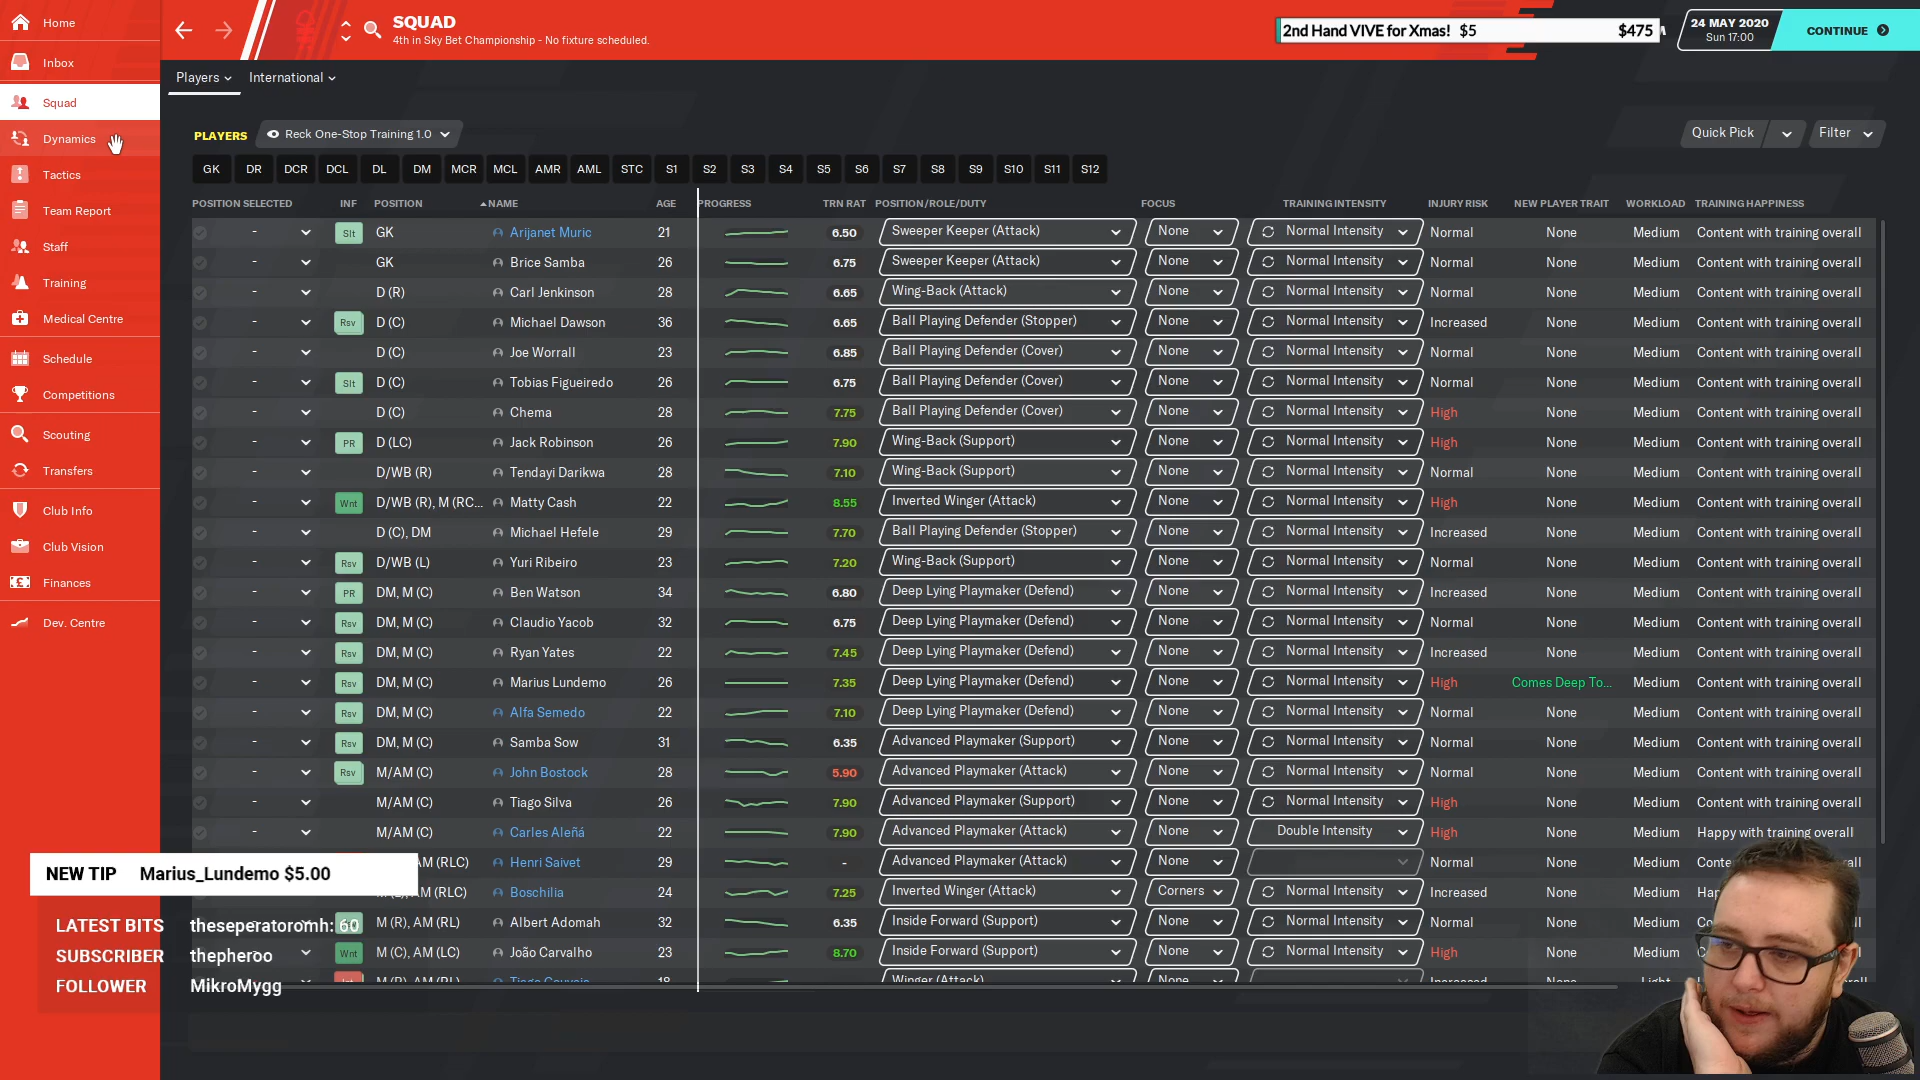 Home
Inbox
Squad
Dynamics
Tactics
Team Report
Staff
Training
Medical Centre
Schedule
Competitions
Scouting
Transfers
Club Info
Club Vision
Finances
Dev. Centre
SQUAD
4th in Sky Bet Championship - No fixture scheduled.
2nd Hand VIVE for Xmas! $5 $475
24 MAY 2020
Sun 17:00
CONTINUE
Players International
PLAYERS Reck One-Stop Training 1.0 Quick Pick Filter
GK DR DCR DCL DL DM MCR MCL AMR AML STC S1 S2 S3 S4 S5 S6 S7 S8 S9 S10 S11 S12
POSITION SELECTED INF POSITION NAME AGE PROGRESS TRN RAT POSITION/ROLE/DUTY FOCUS TRAINING INTENSITY INJURY RISK NEW PLAYER TRAIT WORKLOAD TRAINING HAPPINESS
- Slt GK Arijanet Muric 21 6.50 Sweeper Keeper (Attack) None Normal Intensity Normal None Medium Content with training overall
- GK Brice Samba 26 6.75 Sweeper Keeper (Attack) None Normal Intensity Normal None Medium Content with training overall
- D (R) Carl Jenkinson 28 6.65 Wing-Back (Attack) None Normal Intensity Normal None Medium Content with training overall
- Rsv D (C) Michael Dawson 36 6.65 Ball Playing Defender (Stopper) None Normal Intensity Increased None Medium Content with training overall
- D (C) Joe Worrall 23 6.85 Ball Playing Defender (Cover) None Normal Intensity Normal None Medium Content with training overall
- Slt D (C) Tobias Figueiredo 26 6.75 Ball Playing Defender (Cover) None Normal Intensity Normal None Medium Content with training overall
- D (C) Chema 28 7.75 Ball Playing Defender (Cover) None Normal Intensity High None Medium Content with training overall
- PR D (LC) Jack Robinson 26 7.90 Wing-Back (Support) None Normal Intensity High None Medium Content with training overall
- D/WB (R) Tendayi Darikwa 28 7.10 Wing-Back (Support) None Normal Intensity Normal None Medium Content with training overall
- Wnt D/WB (R), M (RC... Matty Cash 22 8.55 Inverted Winger (Attack) None Normal Intensity High None Medium Content with training overall
- D (C), DM Michael Hefele 29 7.70 Ball Playing Defender (Stopper) None Normal Intensity Increased None Medium Content with training overall
- Rsv D/WB (L) Yuri Ribeiro 23 7.20 Wing-Back (Support) None Normal Intensity Normal None Medium Content with training overall
- PR DM, M (C) Ben Watson 34 6.80 Deep Lying Playmaker (Defend) None Normal Intensity Increased None Medium Content with training overall
- Rsv DM, M (C) Claudio Yacob 32 6.75 Deep Lying Playmaker (Defend) None Normal Intensity Normal None Medium Content with training overall
- Rsv DM, M (C) Ryan Yates 22 7.45 Deep Lying Playmaker (Defend) None Normal Intensity Increased None Medium Content with training overall
- Rsv DM, M (C) Marius Lundemo 26 7.35 Deep Lying Playmaker (Defend) None Normal Intensity High Comes Deep To... Medium Content with training overall
- Rsv DM, M (C) Alfa Semedo 22 7.10 Deep Lying Playmaker (Defend) None Normal Intensity Normal None Medium Content with training overall
- Rsv DM, M (C) Samba Sow 31 6.35 Advanced Playmaker (Support) None Normal Intensity Normal None Medium Content with training overall
- Rsv M/AM (C) John Bostock 28 5.90 Advanced Playmaker (Attack) None Normal Intensity Normal None Medium Content with training overall
- M/AM (C) Tiago Silva 26 7.90 Advanced Playmaker (Support) None Normal Intensity High None Medium Content with training overall
- M/AM (C) Carles Aleñá 22 7.90 Advanced Playmaker (Attack) None Double Intensity High None Medium Happy with training overall
AM (RLC) Henri Saivet 29 - Advanced Playmaker (Attack) None Normal None Medium
AM (RLC) Boschilia 24 7.25 Inverted Winger (Attack) Corners Normal Intensity Increased None Medium
M (R), AM (RL) Albert Adomah 32 6.35 Inside Forward (Support) None Normal Intensity Normal None Medium
Wnt M (C), AM (LC) João Carvalho 23 8.70 Inside Forward (Support) None Normal Intensity High None Medium
NEW TIP Marius_Lundemo $5.00
LATEST BITS theseperatoromh: 60
SUBSCRIBER thepheroo
FOLLOWER MikroMygg